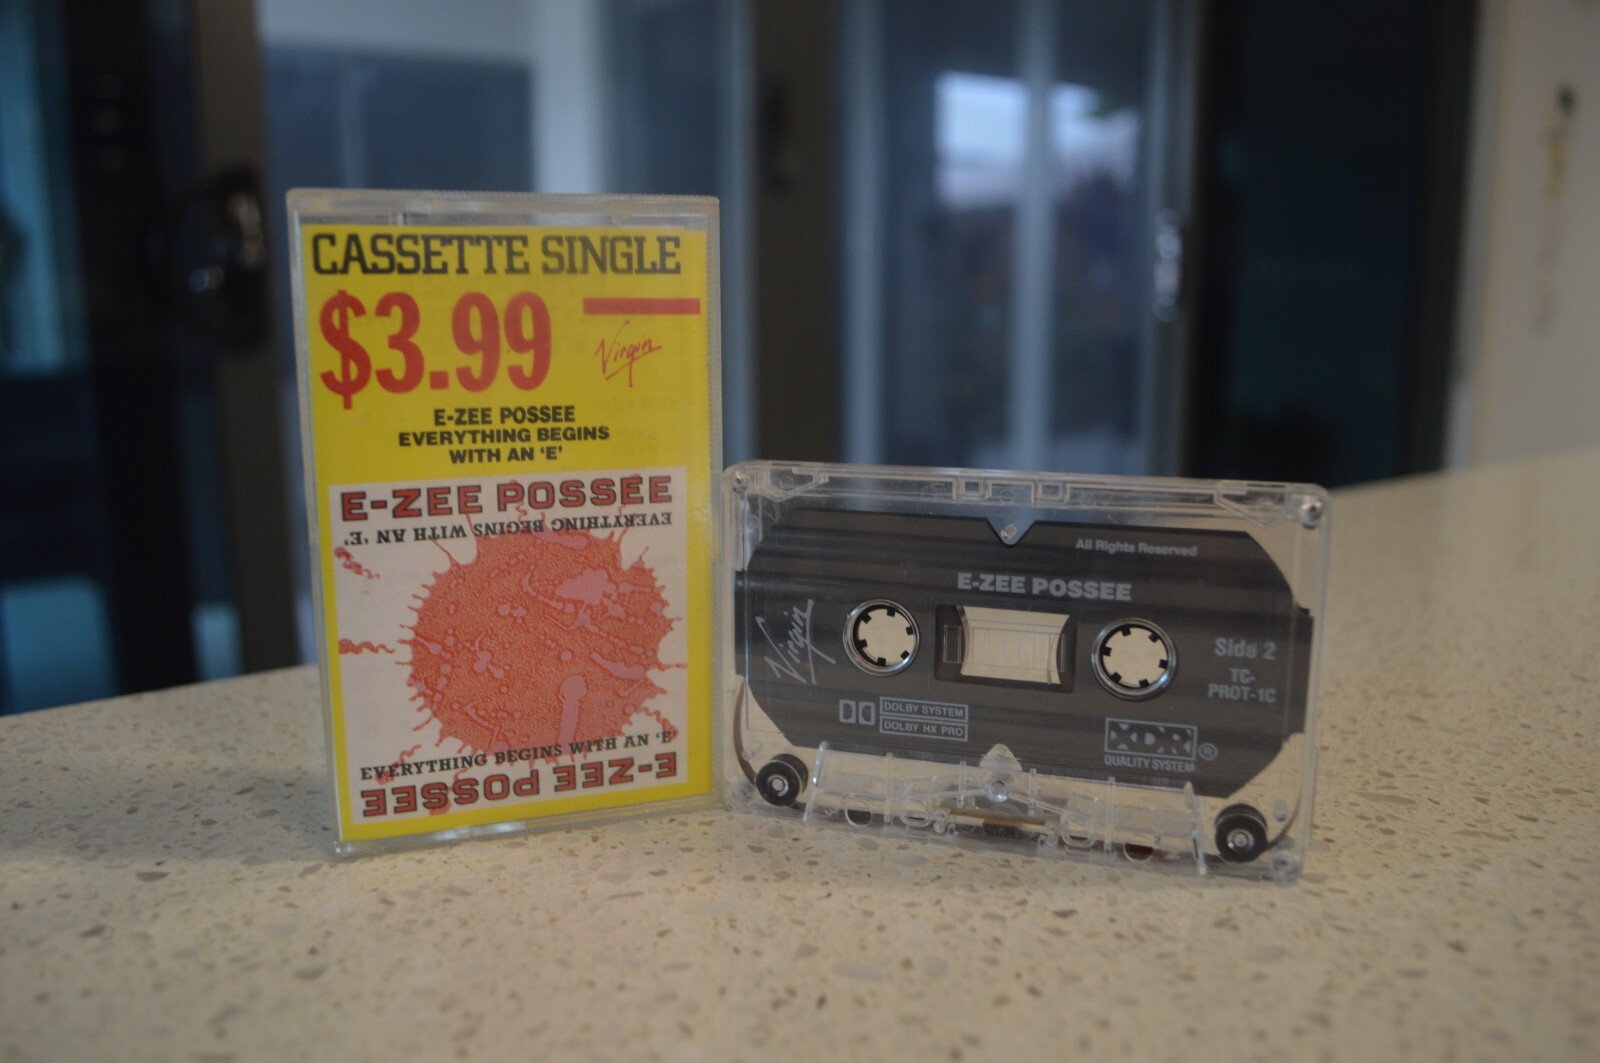 CASSETTE SINGLE
$3.99
Virgin
E-ZEE POSSEE
EVERYTHING BEGINS
WITH AN 'E'
E-ZEE POSSEE
EVERYTHING BEGINS WITH AN 'E'
EVERYTHING BEGINS WITH AN 'E'
E-ZEE POSSEE
All Rights Reserved
E-ZEE POSSEE
Virgin
Side 2
TC-
PROT-1C
DOLBY SYSTEM
DOLBY HX PRO
XDR®
QUALITY SYSTEM